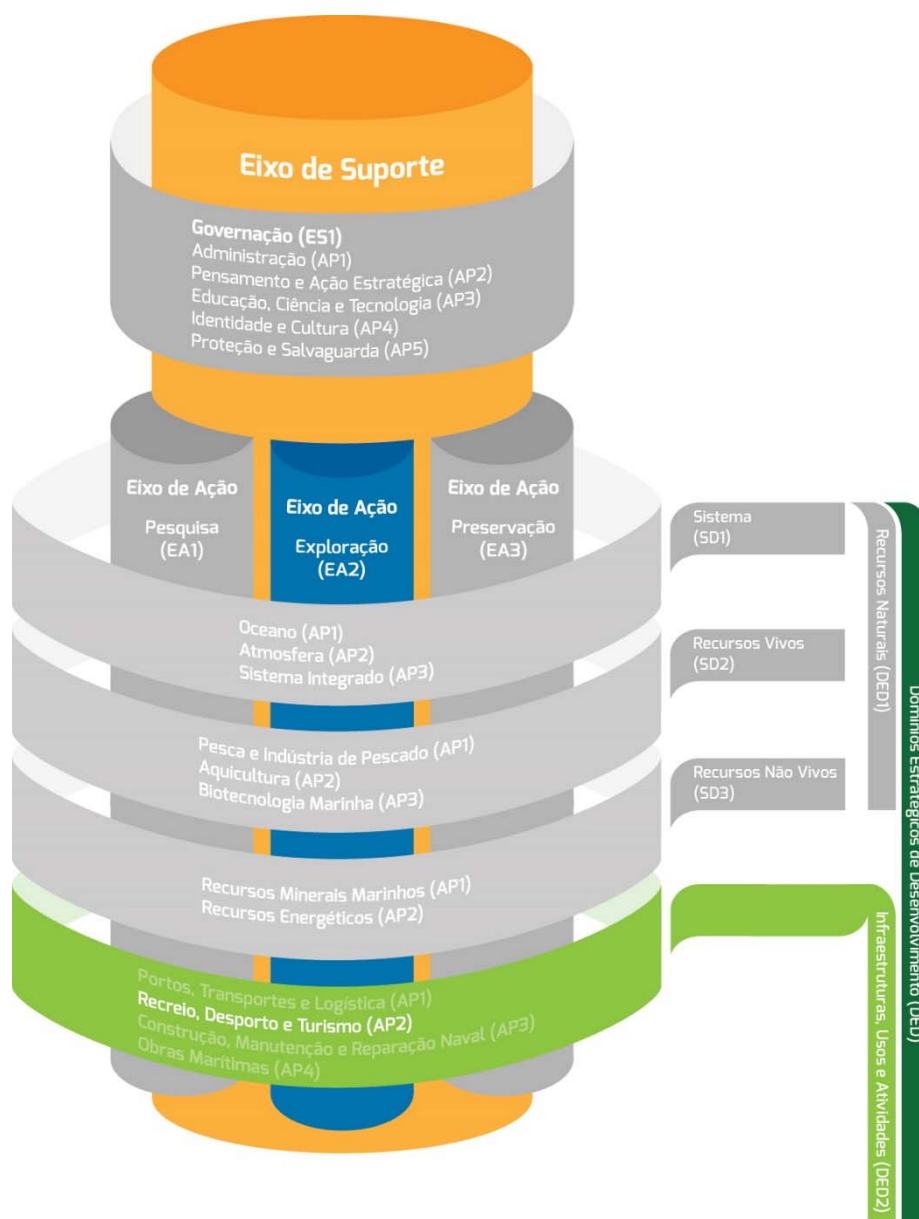 Eixo de Suporte
Governação (ES1)
Administração (AP1)
Pensamento e Ação Estratégica (AP2)
Educação, Ciência e Tecnologia (AP3)
Identidade e Cultura (AP4)
Proteção e Salvaguarda (AP5)
Eixo de Ação
Pesquisa
(EA1)
Eixo de Ação
Exploração
(EA2)
Eixo de Ação
Preservação
(EA3)
Oceano (AP1)
Atmosfera (AP2)
Sistema Integrado (AP3)
Pesca e Indústria de Pescado (AP1)
Aquicultura (AP2)
Biotecnologia Marinha (AP3)
Recursos Minerais Marinhos (AP1)
Recursos Energéticos (AP2)
Portos, Transportes e Logística (AP1)
Recreio, Desporto e Turismo (AP2)
Construção, Manutenção e Reparação Naval (AP3)
Obras Marítimas (AP4)
Sistema
(SD1)
Recursos Vivos
(SD2)
Recursos Não Vivos
(SD3)
Recursos Naturais (DED1)
Infraestruturas, Usos e Atividades (DED2)
Domínios Estratégicos de Desenvolvimento (DED)